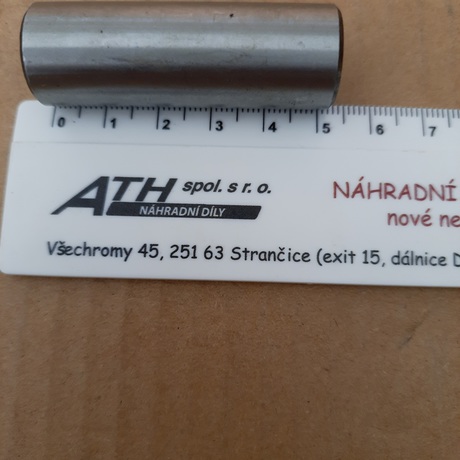 0 1 2 3 4 5 6 7
ATH spol. s r. o.
NÁHRADNÍ DÍLY
NÁHRADNÍ
nové ne
Všechromy 45, 251 63 Strančice (exit 15, dálnice D